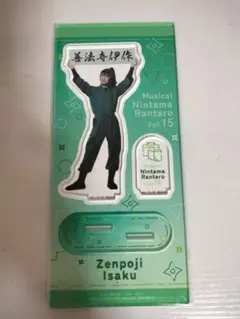 善法寺伊作
Musical
Nintama
Rantaro
Vol.15
Nintama
Rantaro
Zenpoji
Isaku